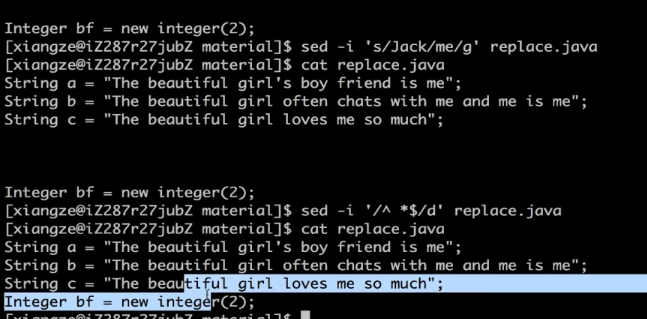 Integer bf = new integer(2);
[xiangze@iZ287r27jubZ material]$ sed -i 's/Jack/me/g' replace.java
[xiangze@iZ287r27jubZ material]$ cat replace.java
String a = "The beautiful girl's boy friend is me";
String b = "The beautiful girl often chats with me and me is me";
String c = "The beautiful girl loves me so much";
Integer bf = new integer(2);
[xiangze@iZ287r27jubZ material]$ sed -i '/^ *$/d' replace.java
[xiangze@iZ287r27jubZ material]$ cat replace.java
String a = "The beautiful girl's boy friend is me";
String b = "The beautiful girl often chats with me and me is me";
String c = "The beautiful girl loves me so much";
Integer bf = new integer(2);
[xiangze@iZ287r27jubZ material]$